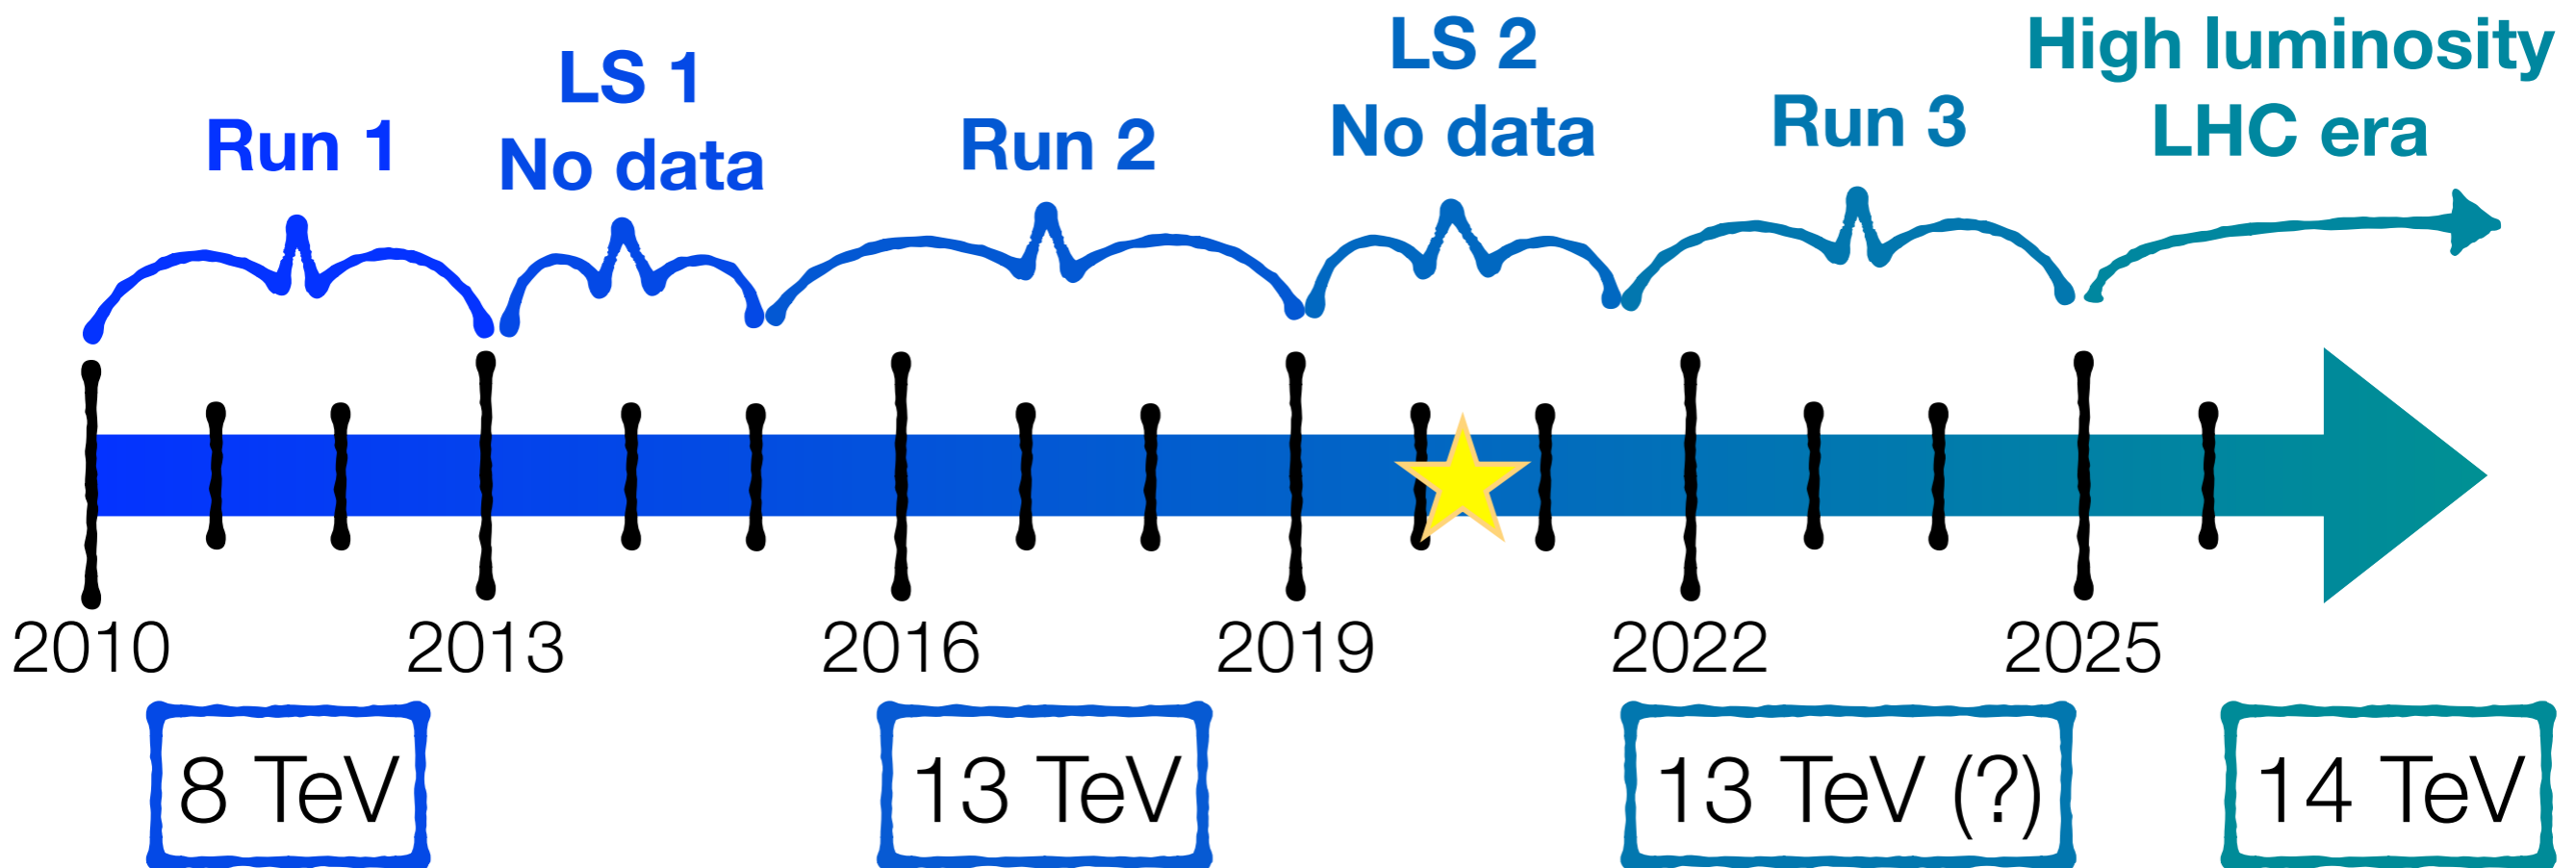 Run 1
LS 1
No data
Run 2
LS 2
No data
Run 3
High luminosity
LHC era
2010
2013
2016
2019
2022
2025
8 TeV
13 TeV
13 TeV (?)
14 TeV